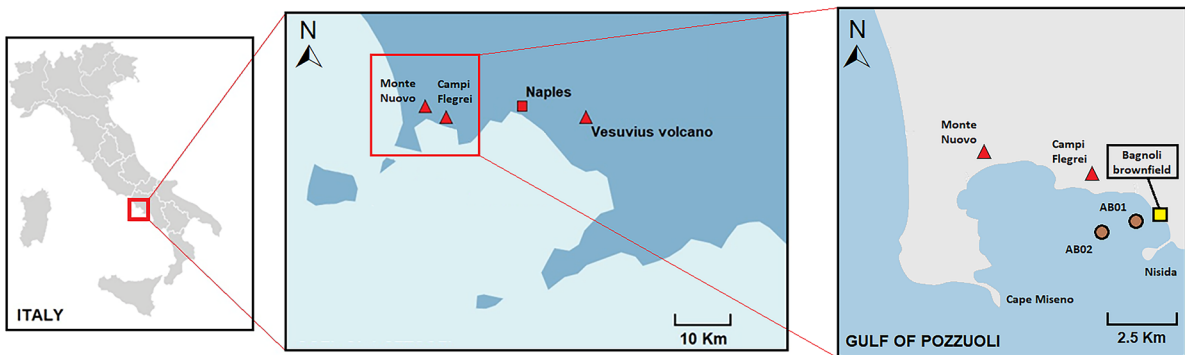 ITALY
N
Monte
Nuovo
Campi
Flegrei
Naples
Vesuvius volcano
10 Km
N
Monte
Nuovo
Campi
Flegrei
Bagnoli
brownfield
AB01
AB02
Nisida
Cape Miseno
2.5 Km
GULF OF POZZUOLI